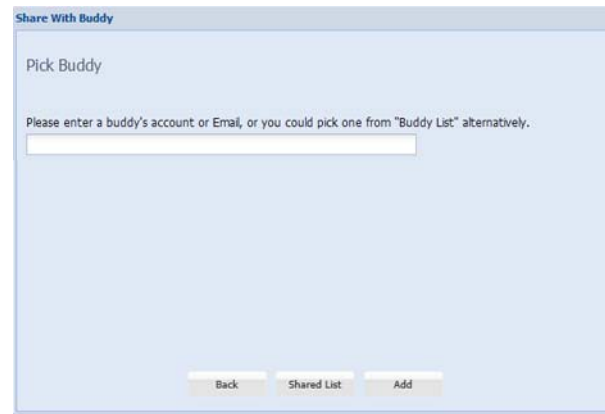 Share With Buddy
Pick Buddy
Please enter a buddy's account or Email, or you could pick one from "Buddy List" alternatively.
Back Shared List Add